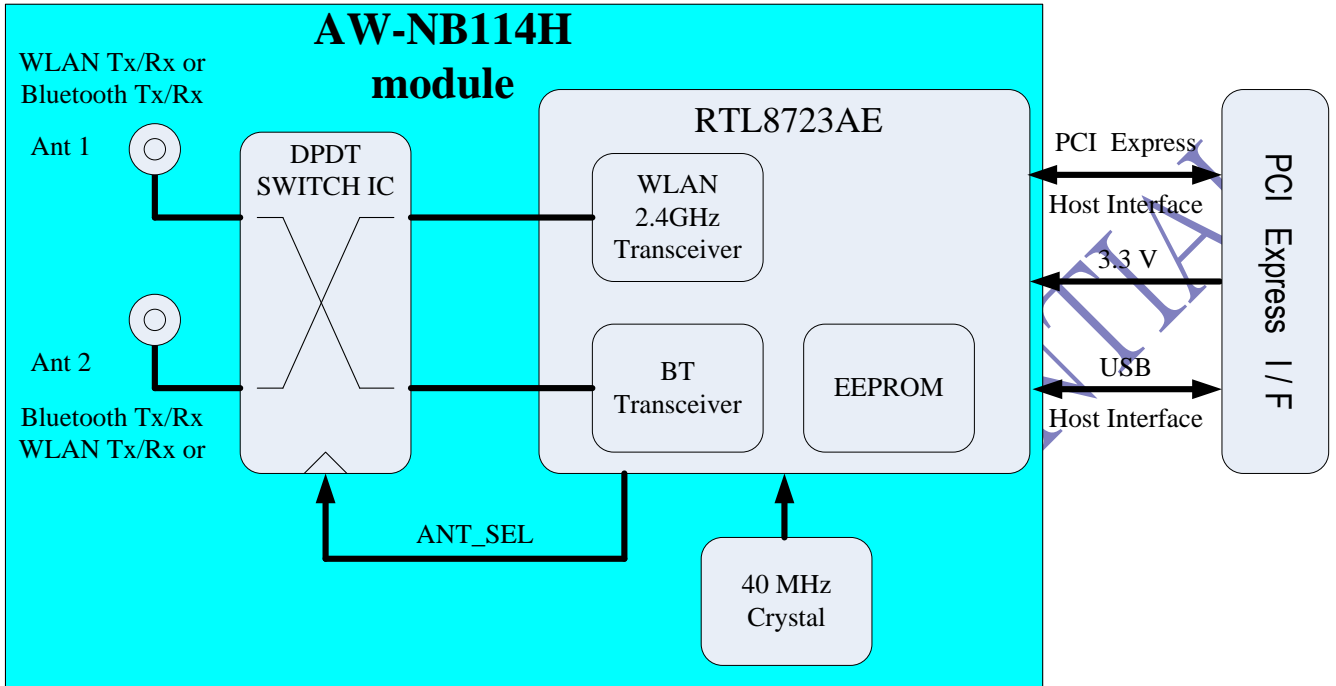 AW-NB114H
module
WLAN Tx/Rx or
Bluetooth Tx/Rx
Ant 1
DPDT
SWITCH IC
RTL8723AE
WLAN
2.4GHz
Transceiver
PCI Express
Host Interface
3.3 V
USB
Host Interface
PCI Express I / F
Ant 2
Bluetooth Tx/Rx
WLAN Tx/Rx or
BT
Transceiver
EEPROM
ANT_SEL
40 MHz
Crystal